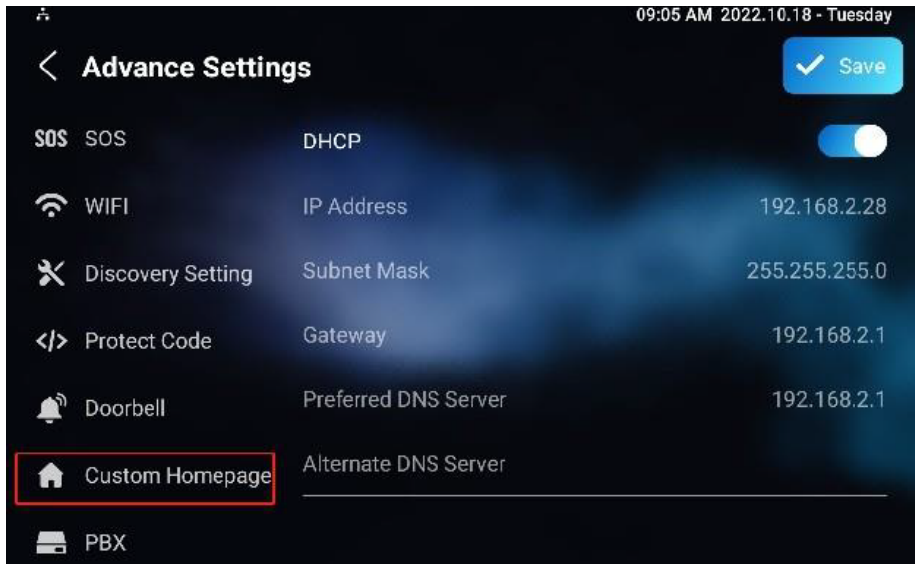 09:05 AM 2022.10.18 - Tuesday
Advance Settings
Save
SOS SOS
DHCP
WIFI
IP Address 192.168.2.28
Discovery Setting
Subnet Mask 255.255.255.0
</> Protect Code
Gateway 192.168.2.1
Doorbell
Preferred DNS Server 192.168.2.1
Custom Homepage
Alternate DNS Server
PBX